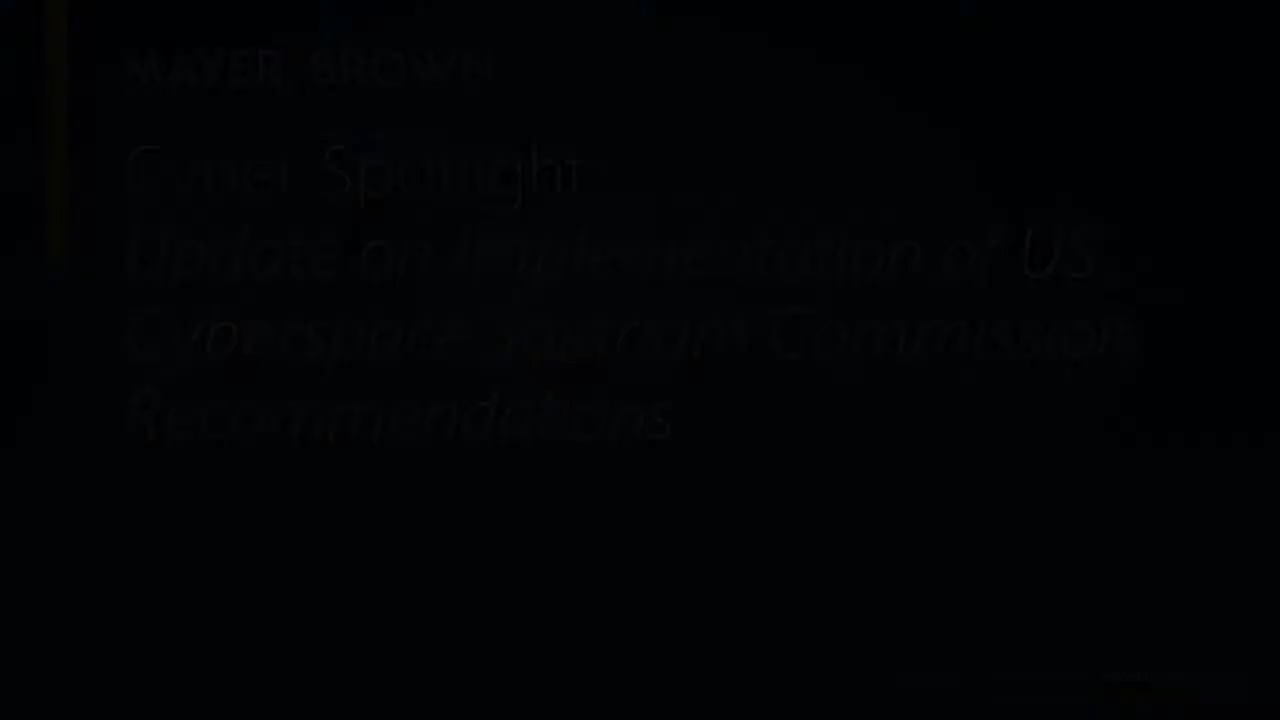 MAYER BROWN
Cyber Spotlight
Update on Implementation of US
Cyberspace Solarium Commission
Recommendations